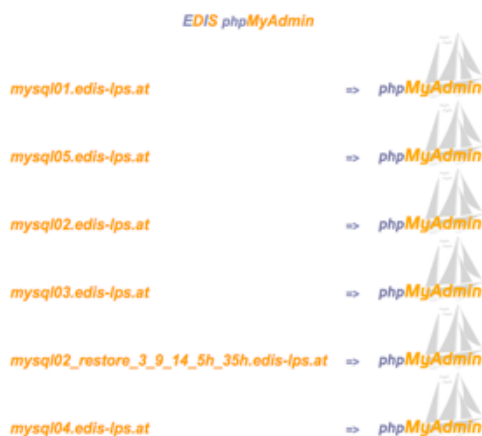 EDIS phpMyAdmin
mysql01.edis-lps.at => phpMyAdmin
mysql05.edis-lps.at => phpMyAdmin
mysql02.edis-lps.at => phpMyAdmin
mysql03.edis-lps.at => phpMyAdmin
mysql02_restore_3_9_14_5h_35h.edis-lps.at => phpMyAdmin
mysql04.edis-lps.at => phpMyAdmin